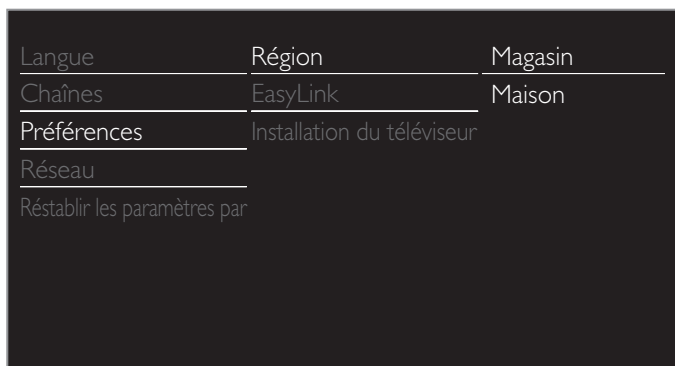 Langue
Chaînes
Préférences
Réseau
Réstablir les paramètres par
Région
EasyLink
Installation du téléviseur
Magasin
Maison